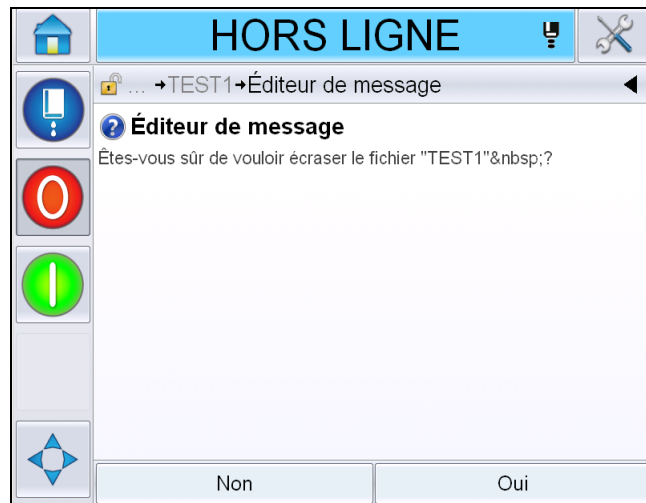 HORS LIGNE
... →TEST1→Éditeur de message
Éditeur de message
Êtes-vous sûr de vouloir écraser le fichier "TEST1"&nbsp;?
Non
Oui